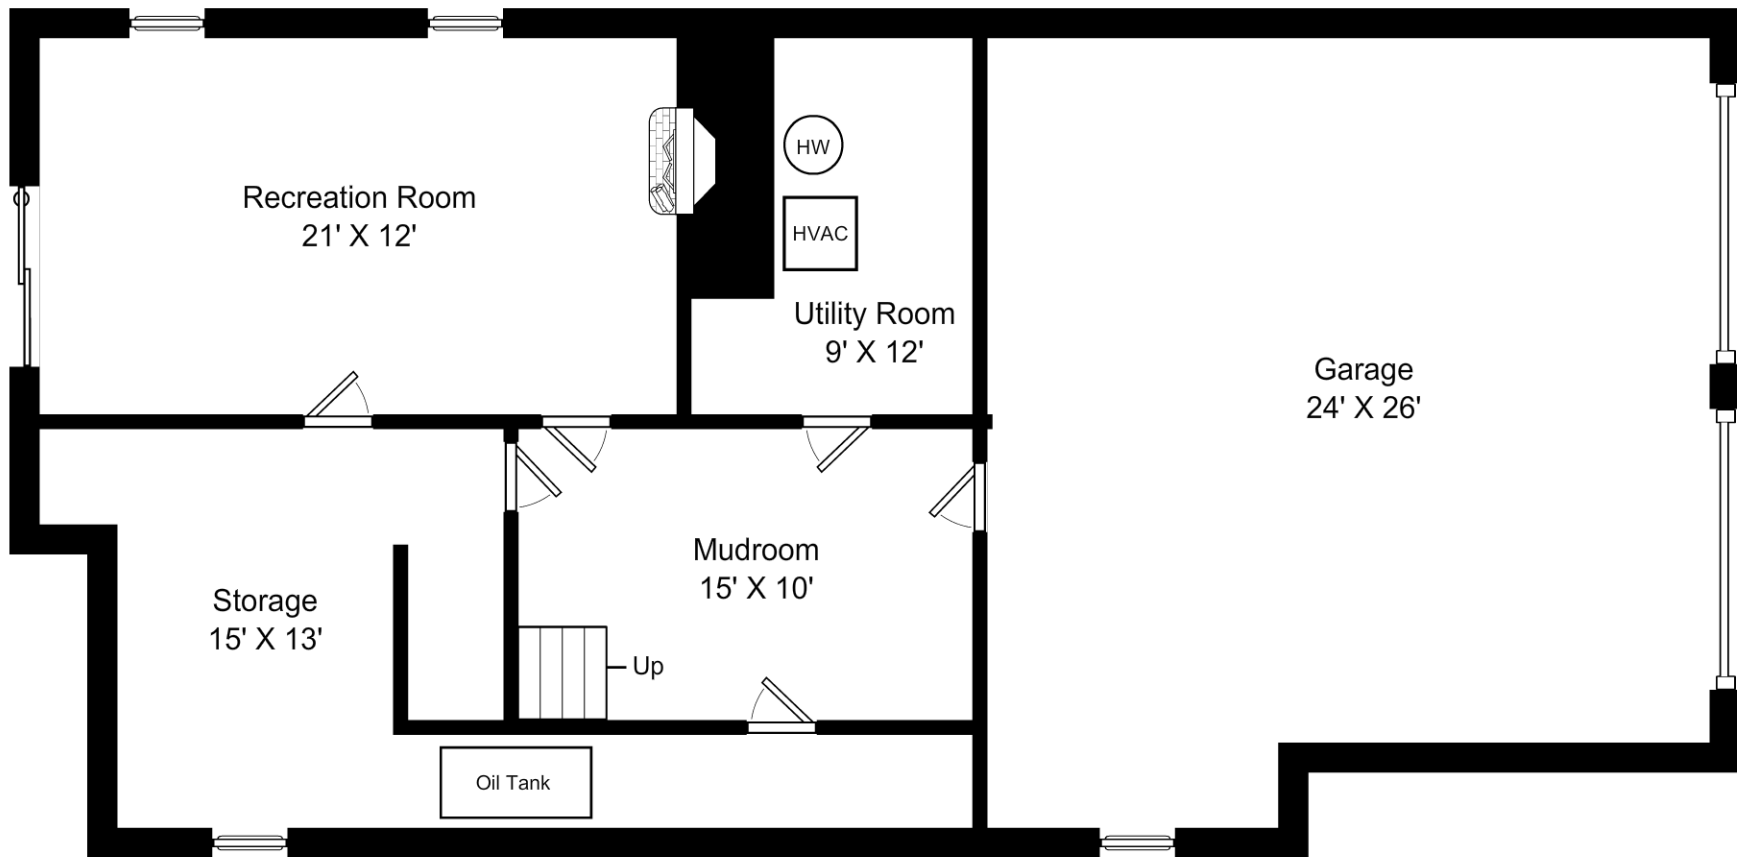 HW
Recreation Room
21' X 12'
HVAC
Utility Room
9' X 12'
Garage
24' X 26'
Mudroom
15' X 10'
Storage
15' X 13'
Up
Oil Tank